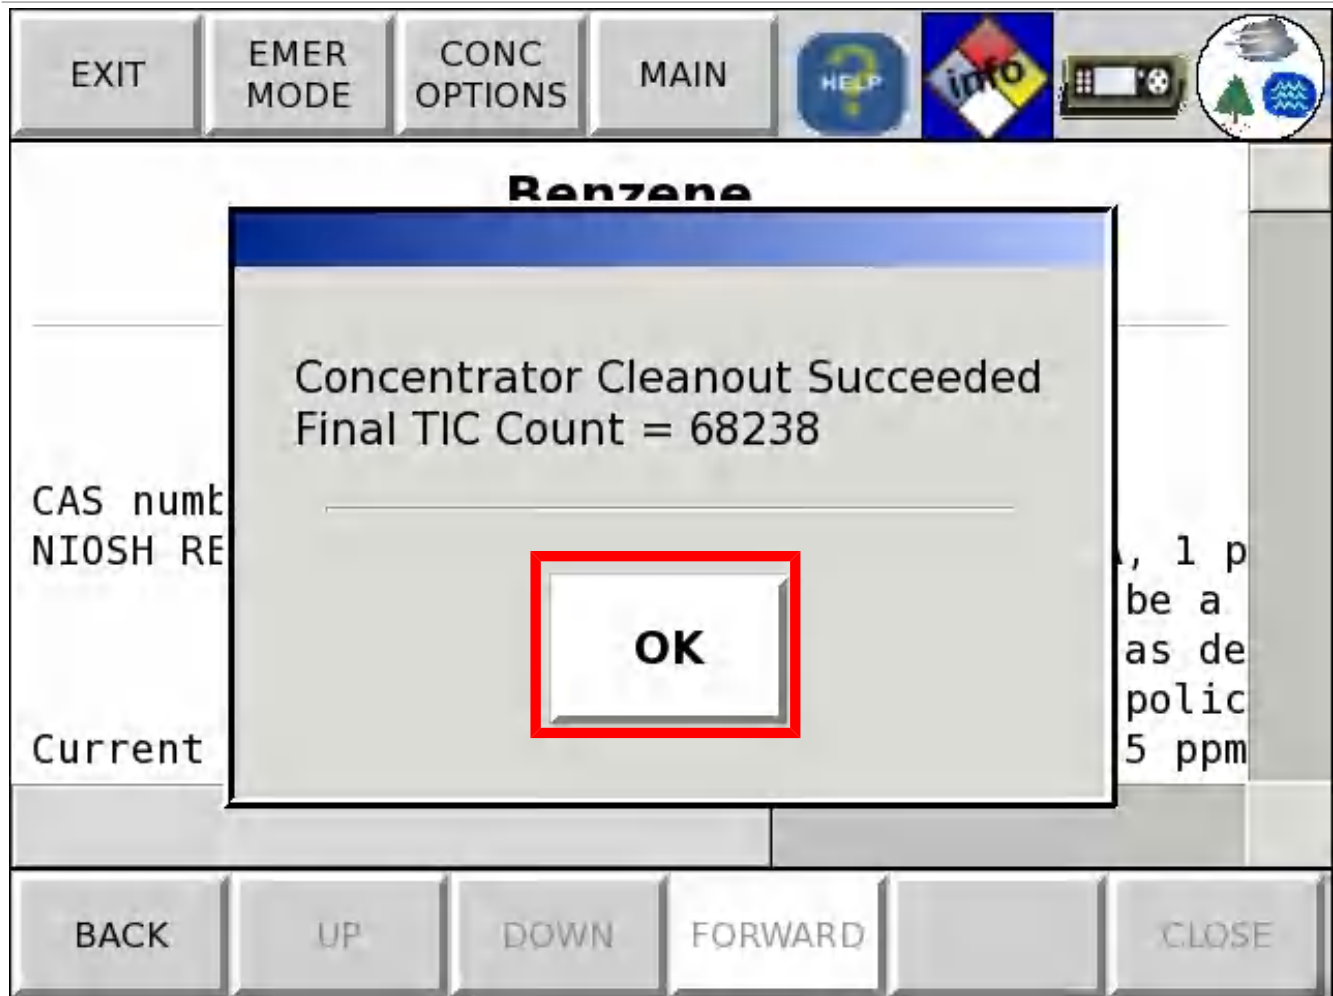 EXIT
EMER
MODE
CONC
OPTIONS
MAIN
HELP
info
Benzene
Concentrator Cleanout Succeeded
Final TIC Count = 68238
CAS numb
NIOSH RE
, 1 p
be a
as de
polic
Current
5 ppm
OK
BACK
UP
DOWN
FORWARD
CLOSE